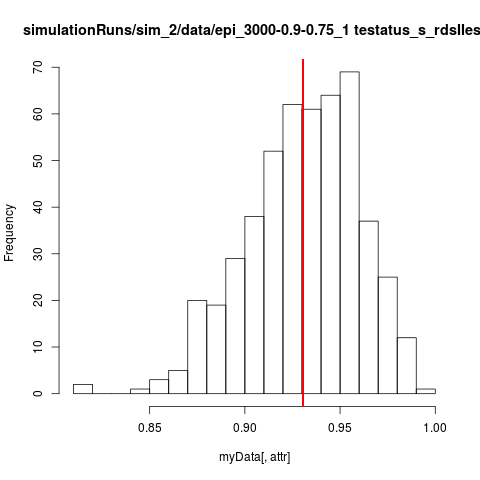 simulationRuns/sim_2/data/epi_3000-0.9-0.75_1 testatus_s_rdslles
Frequency
70
60
50
40
30
20
10
0
0.85 0.90 0.95 1.00
myData[, attr]